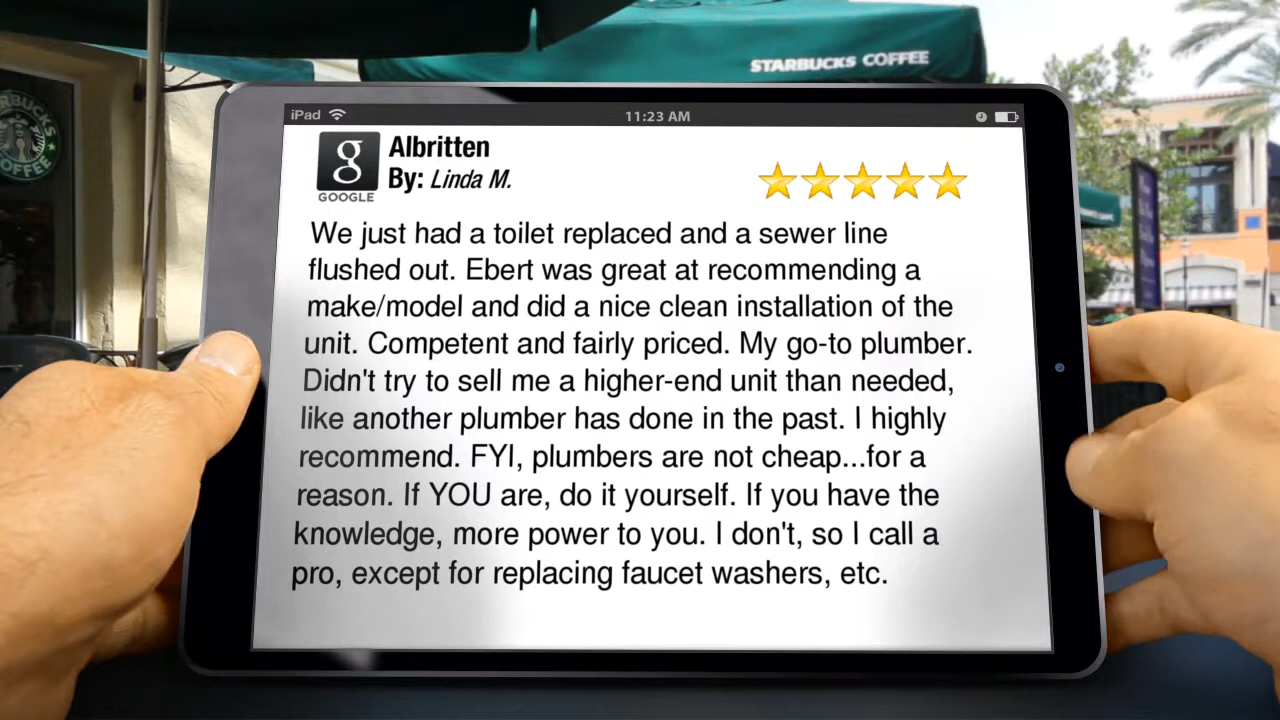 STARBUCKS COFFEE
iPad 11:23 AM
g
GOOGLE
Albritten
By: Linda M.
We just had a toilet replaced and a sewer line
flushed out. Ebert was great at recommending a
make/model and did a nice clean installation of the
unit. Competent and fairly priced. My go-to plumber.
Didn't try to sell me a higher-end unit than needed,
like another plumber has done in the past. I highly
recommend. FYI, plumbers are not cheap...for a
reason. If YOU are, do it yourself. If you have the
knowledge, more power to you. I don't, so I call a
pro, except for replacing faucet washers, etc.